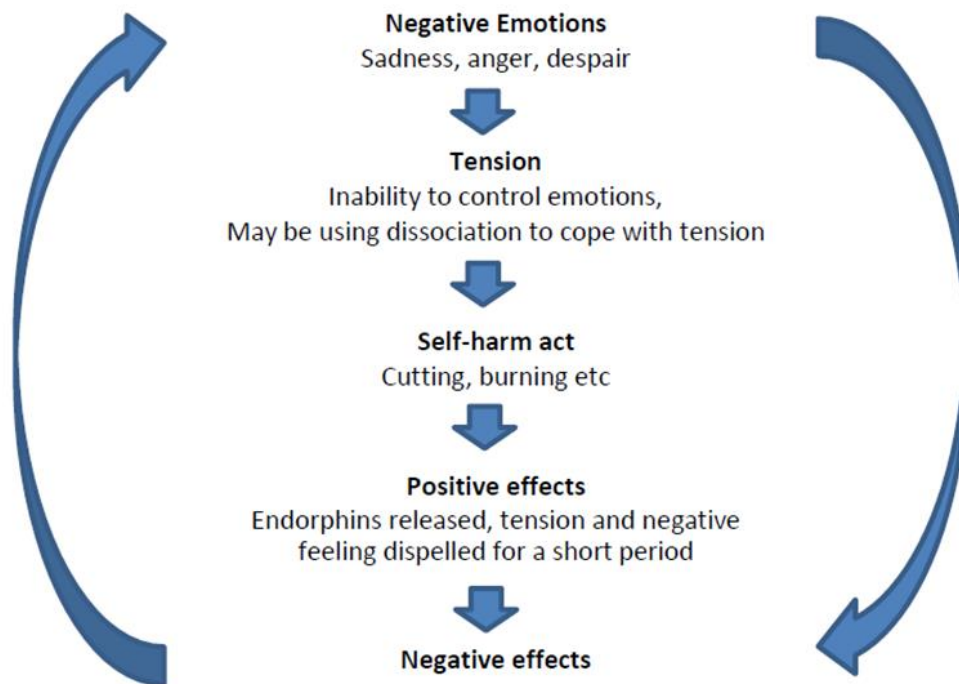 Negative Emotions
Sadness, anger, despair
Tension
Inability to control emotions,
May be using dissociation to cope with tension
Self-harm act
Cutting, burning etc
Positive effects
Endorphins released, tension and negative
feeling dispelled for a short period
Negative effects